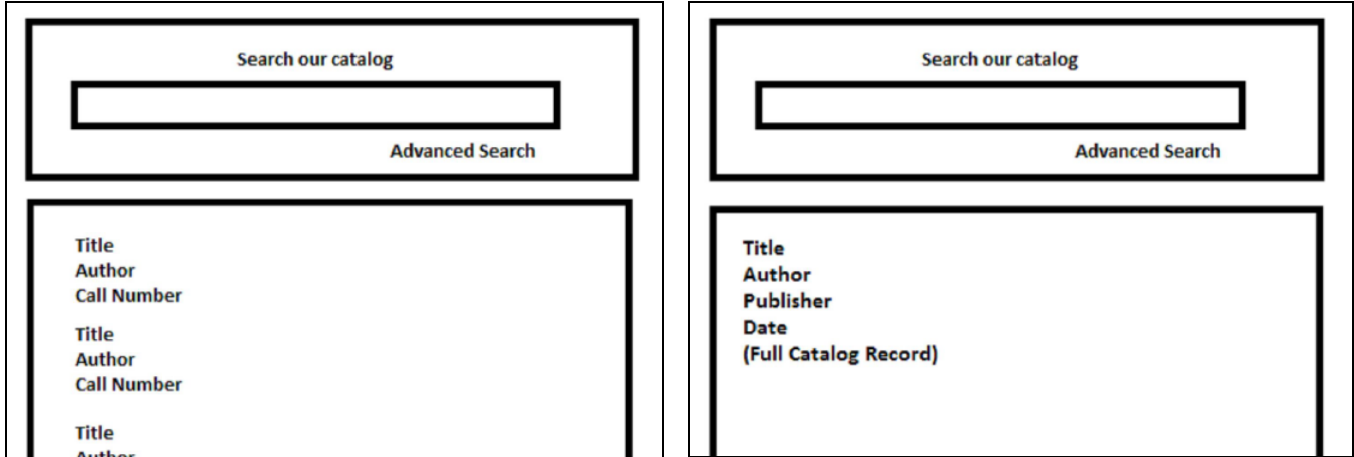 Search our catalog
Advanced Search
Title
Author
Call Number
Title
Author
Call Number
Title
Author
Search our catalog
Advanced Search
Title
Author
Publisher
Date
(Full Catalog Record)